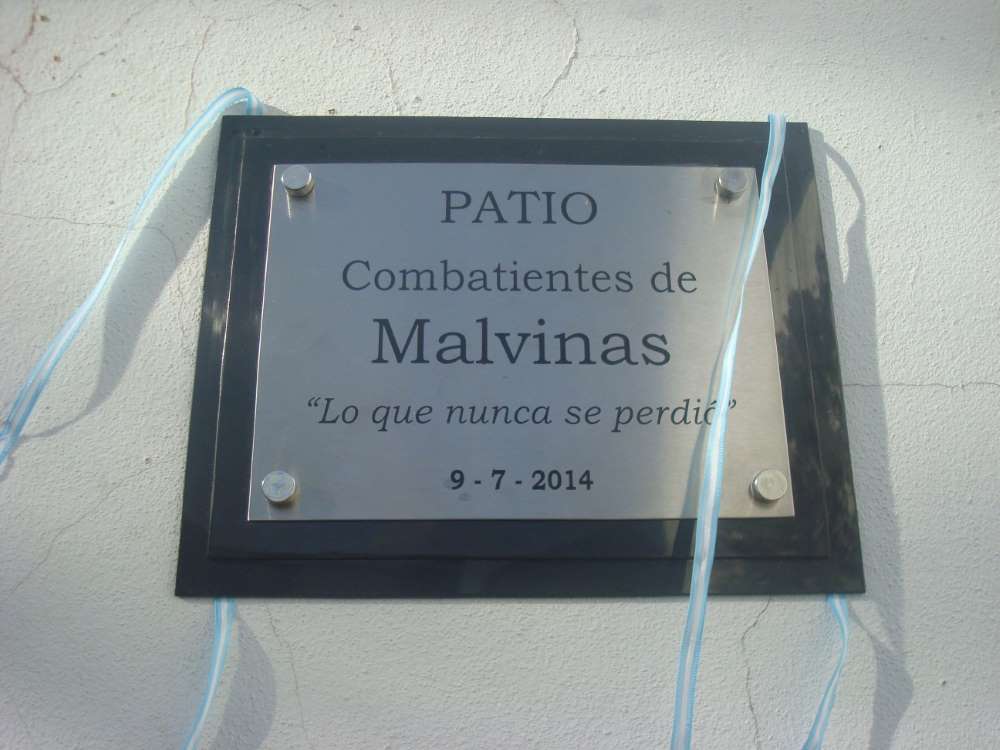 PATIO
Combatientes de
Malvinas
“Lo que nunca se perdió”
9 - 7 - 2014